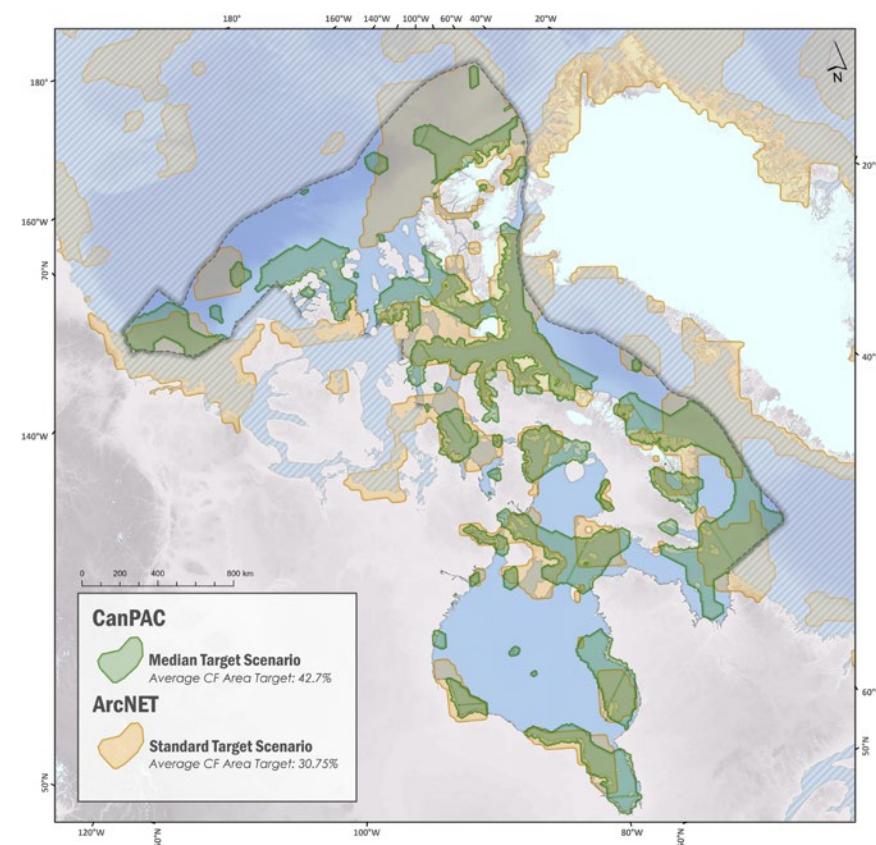 180° 160°W 140°W 100°W 60°W 40°W 20°W
180°
N
20°W
160°W
70°N
40°W
140°W
0 200 400 800 km
CanPAC
Median Target Scenario
Average CF Area Target: 42.7%
ArcNET
Standard Target Scenario
Average CF Area Target: 30.75%
60°W
50°N
50°N
120°W 100°W 80°W